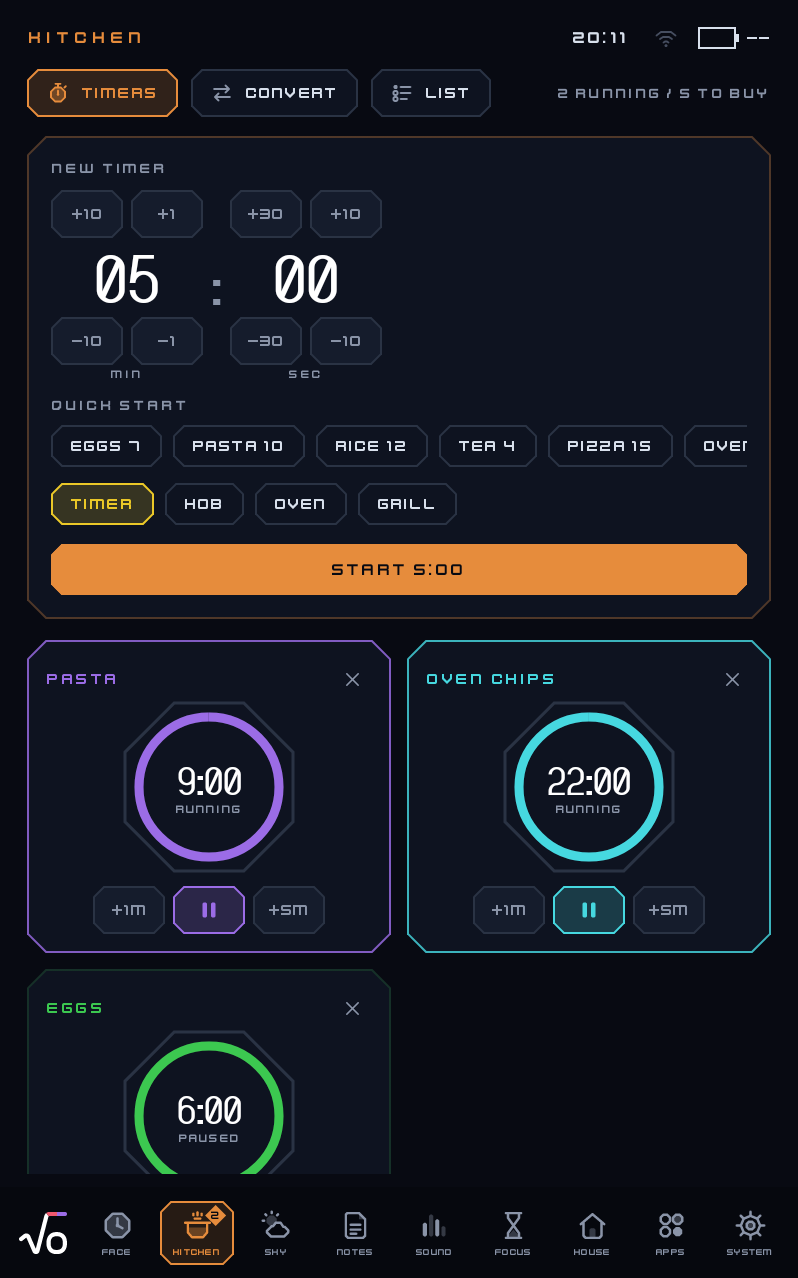 HITCHEN
20:11 --
TIMERS CONVERT LIST 2 RUNNING / 5 TO BUY
NEW TIMER
+10 +1 +30 +10
05 : 00
-10 -1 -30 -10
MIN SEC
QUICK START
EGGS 7 PASTA 10 RICE 12 TEA 4 PIZZA 15 OVEN
TIMER HOB OVEN GRILL
START 5:00
PASTA
9:00
RUNNING
+1M +5M
OVEN CHIPS
22:00
RUNNING
+1M +5M
EGGS
6:00
PAUSED
√o FACE HITCHEN 2 SKY NOTES SOUND FOCUS HOUSE APPS SYSTEM